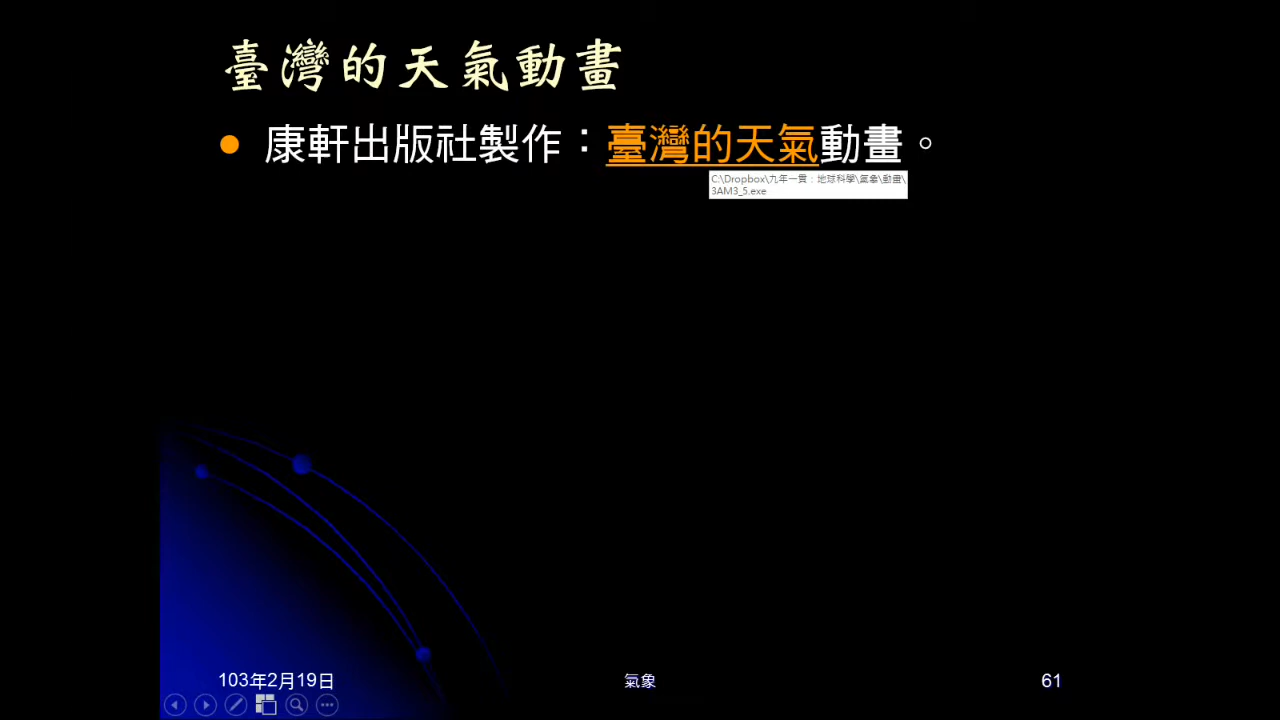 臺灣的天氣動畫
康軒出版社製作：臺灣的天氣動畫。
C:\Dropbox\九年一貫：地球科學\氣象\動畫\
3AM3_5.exe
103年2月19日
氣象
61